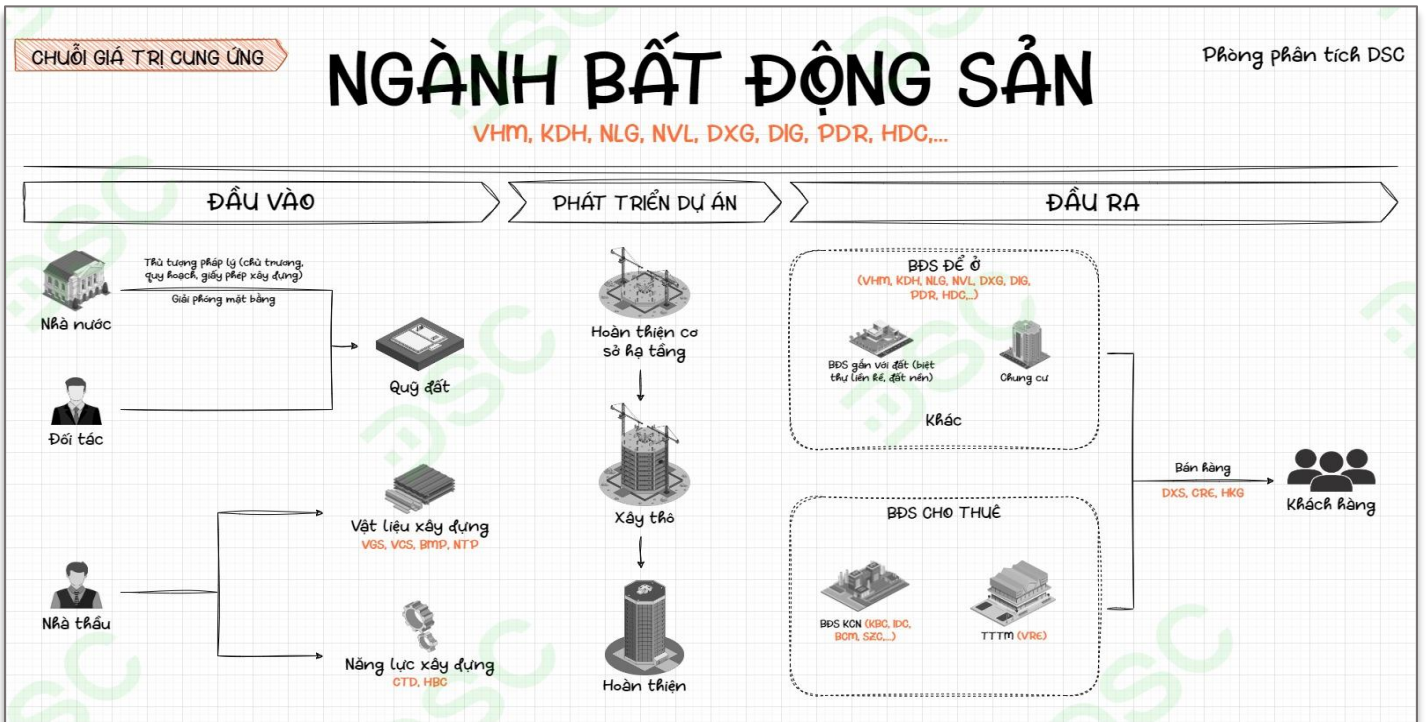 CHUỖI GIÁ TRỊ CUNG ỨNG
NGÀNH BẤT ĐỘNG SẢN
Phòng phân tích DSC
VHM, KDH, NLG, NVL, DXG, DIG, PDR, HDC,...
ĐẦU VÀO
PHÁT TRIỂN DỰ ÁN
ĐẦU RA
Thủ tượng pháp lý (chủ trương,
quy hoạch, giấy phép xây dựng)
Giải phóng mặt bằng
Nhà nước
Đối tác
Quỹ đất
Vật liệu xây dựng
VGS, VCS, BMP, NTP
Nhà thầu
Năng lực xây dựng
CTD, HBC
Hoàn thiện cơ
sở hạ tầng
Xây thô
Hoàn thiện
BĐS ĐỂ Ở
(VHM, KDH, NLG, NVL, DXG, DIG,
PDR, HDC,..)
BĐS gắn với đất (biệt
thự liền kề, đất nền)
Chung cư
Khác
BĐS CHO THUÊ
BĐS KCN (KBC, IDC,
BCM, SZC,...)
TTTM (VRE)
Bán hàng
DXS, CRE, HKG
Khách hàng
DSC
DSC
DSC
DSC
DSC